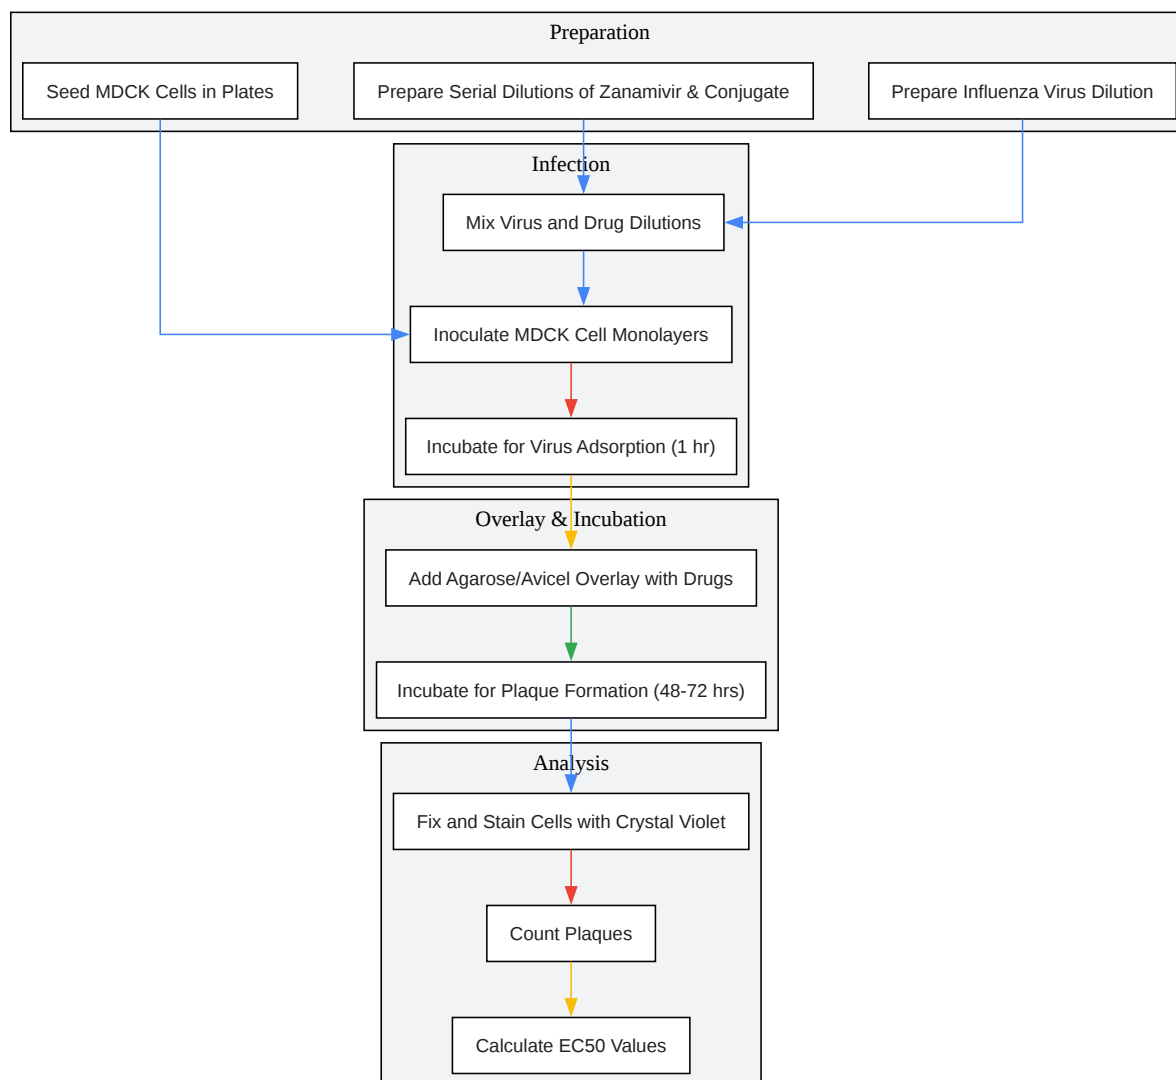 Preparation
Seed MDCK Cells in Plates
Prepare Serial Dilutions of Zanamivir & Conjugate
Prepare Influenza Virus Dilution
Infection
Mix Virus and Drug Dilutions
Inoculate MDCK Cell Monolayers
Incubate for Virus Adsorption (1 hr)
Overlay & Incubation
Add Agarose/Avicel Overlay with Drugs
Incubate for Plaque Formation (48-72 hrs)
Analysis
Fix and Stain Cells with Crystal Violet
Count Plaques
Calculate EC50 Values